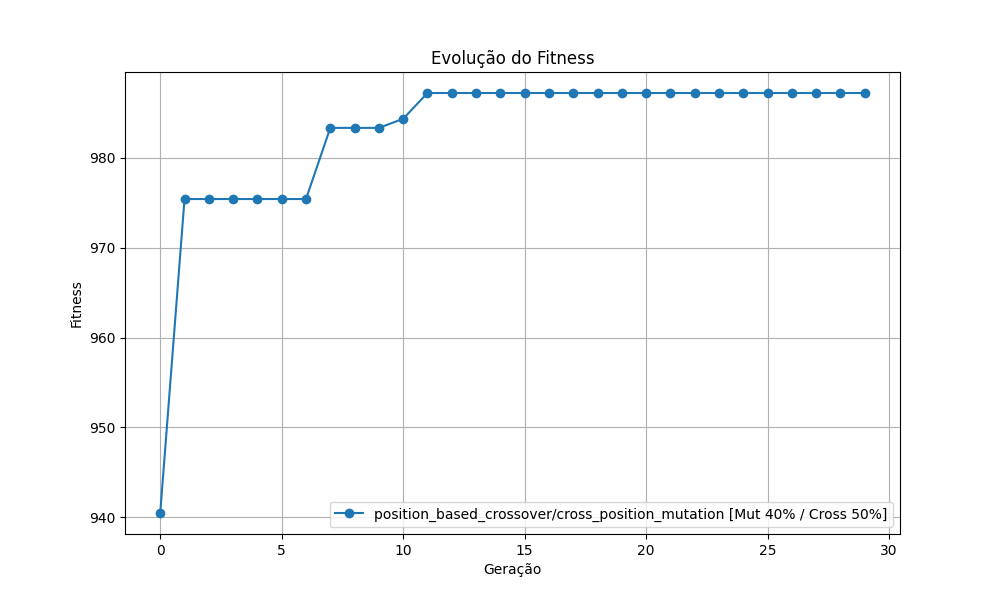 Evolução do Fitness
Fitness
980
970
960
950
940
0 5 10 15 20 25 30
Geração
position_based_crossover/cross_position_mutation [Mut 40% / Cross 50%]